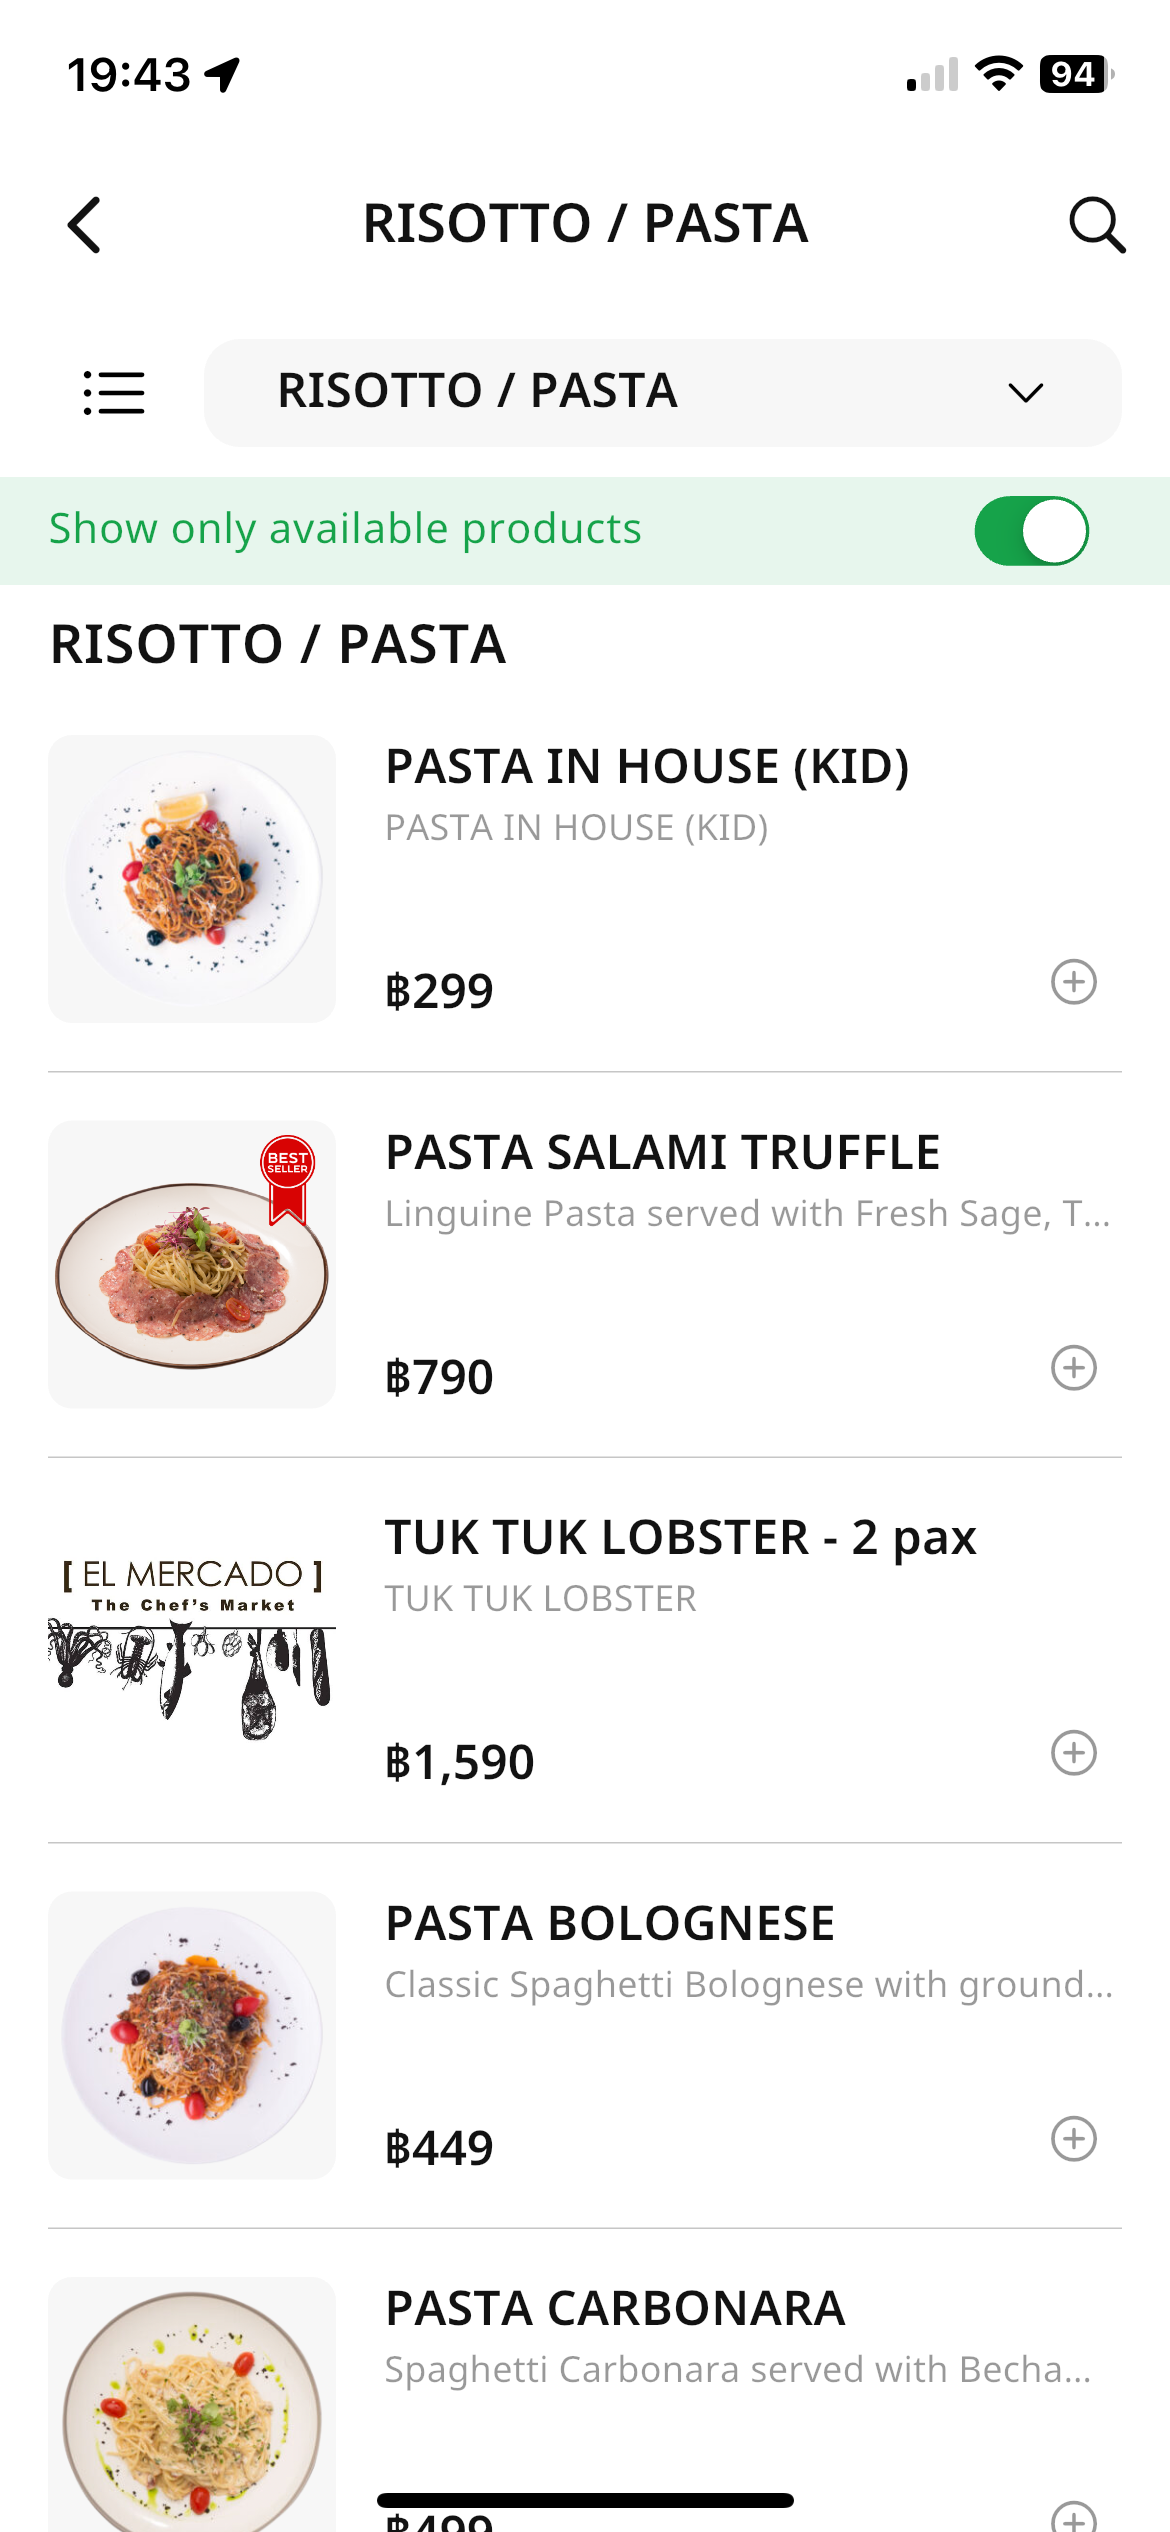 19:43
94
RISOTTO / PASTA
RISOTTO / PASTA
Show only available products
RISOTTO / PASTA
PASTA IN HOUSE (KID)
PASTA IN HOUSE (KID)
฿299
BEST
SELLER
PASTA SALAMI TRUFFLE
Linguine Pasta served with Fresh Sage, T...
฿790
[ EL MERCADO ]
The Chef's Market
TUK TUK LOBSTER - 2 pax
TUK TUK LOBSTER
฿1,590
PASTA BOLOGNESE
Classic Spaghetti Bolognese with ground...
฿449
PASTA CARBONARA
Spaghetti Carbonara served with Becha...
฿499